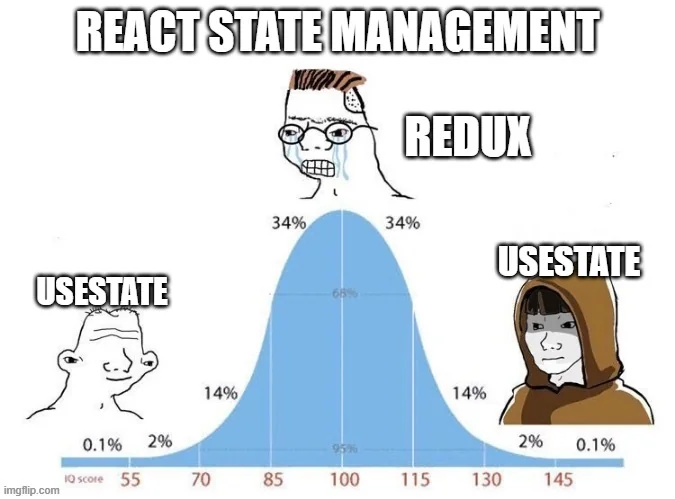 REACT STATE MANAGEMENT
REDUX
34% 34%
USESTATE
USESTATE
68%
14% 14%
0.1% 2% 95% 2% 0.1%
IQ score 55 70 85 100 115 130 145
imgflip.com